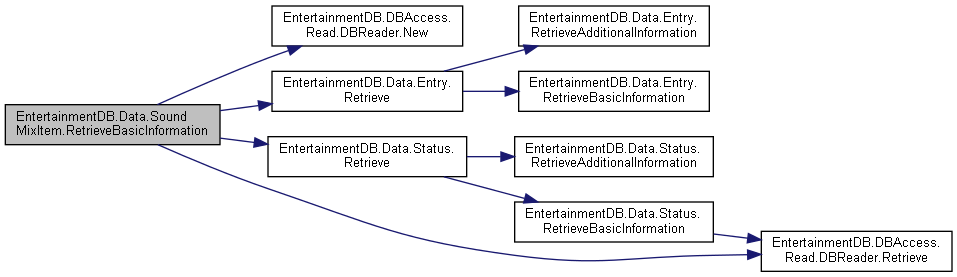 EntertainmentDB.Data.Sound
MixItem.RetrieveBasicInformation
EntertainmentDB.DBAccess.
Read.DBReader.New
EntertainmentDB.Data.Entry.
Retrieve
EntertainmentDB.Data.Entry.
RetrieveAdditionalInformation
EntertainmentDB.Data.Entry.
RetrieveBasicInformation
EntertainmentDB.Data.Status.
Retrieve
EntertainmentDB.Data.Status.
RetrieveAdditionalInformation
EntertainmentDB.Data.Status.
RetrieveBasicInformation
EntertainmentDB.DBAccess.
Read.DBReader.Retrieve